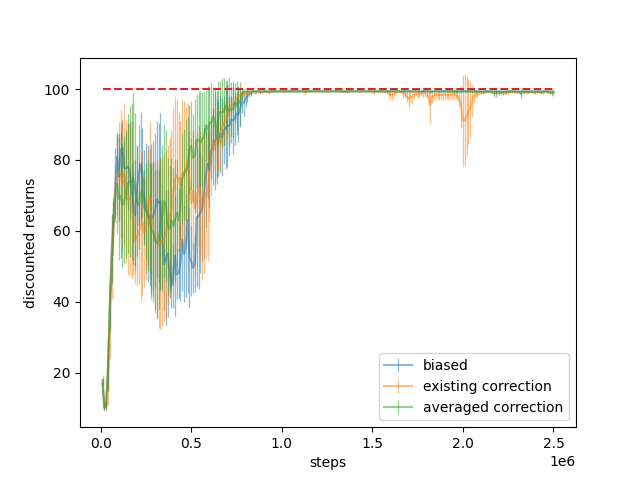 100
80
60
40
20
discounted returns
biased
existing correction
averaged correction
0.0 0.5 1.0 1.5 2.0 2.5
steps
1e6